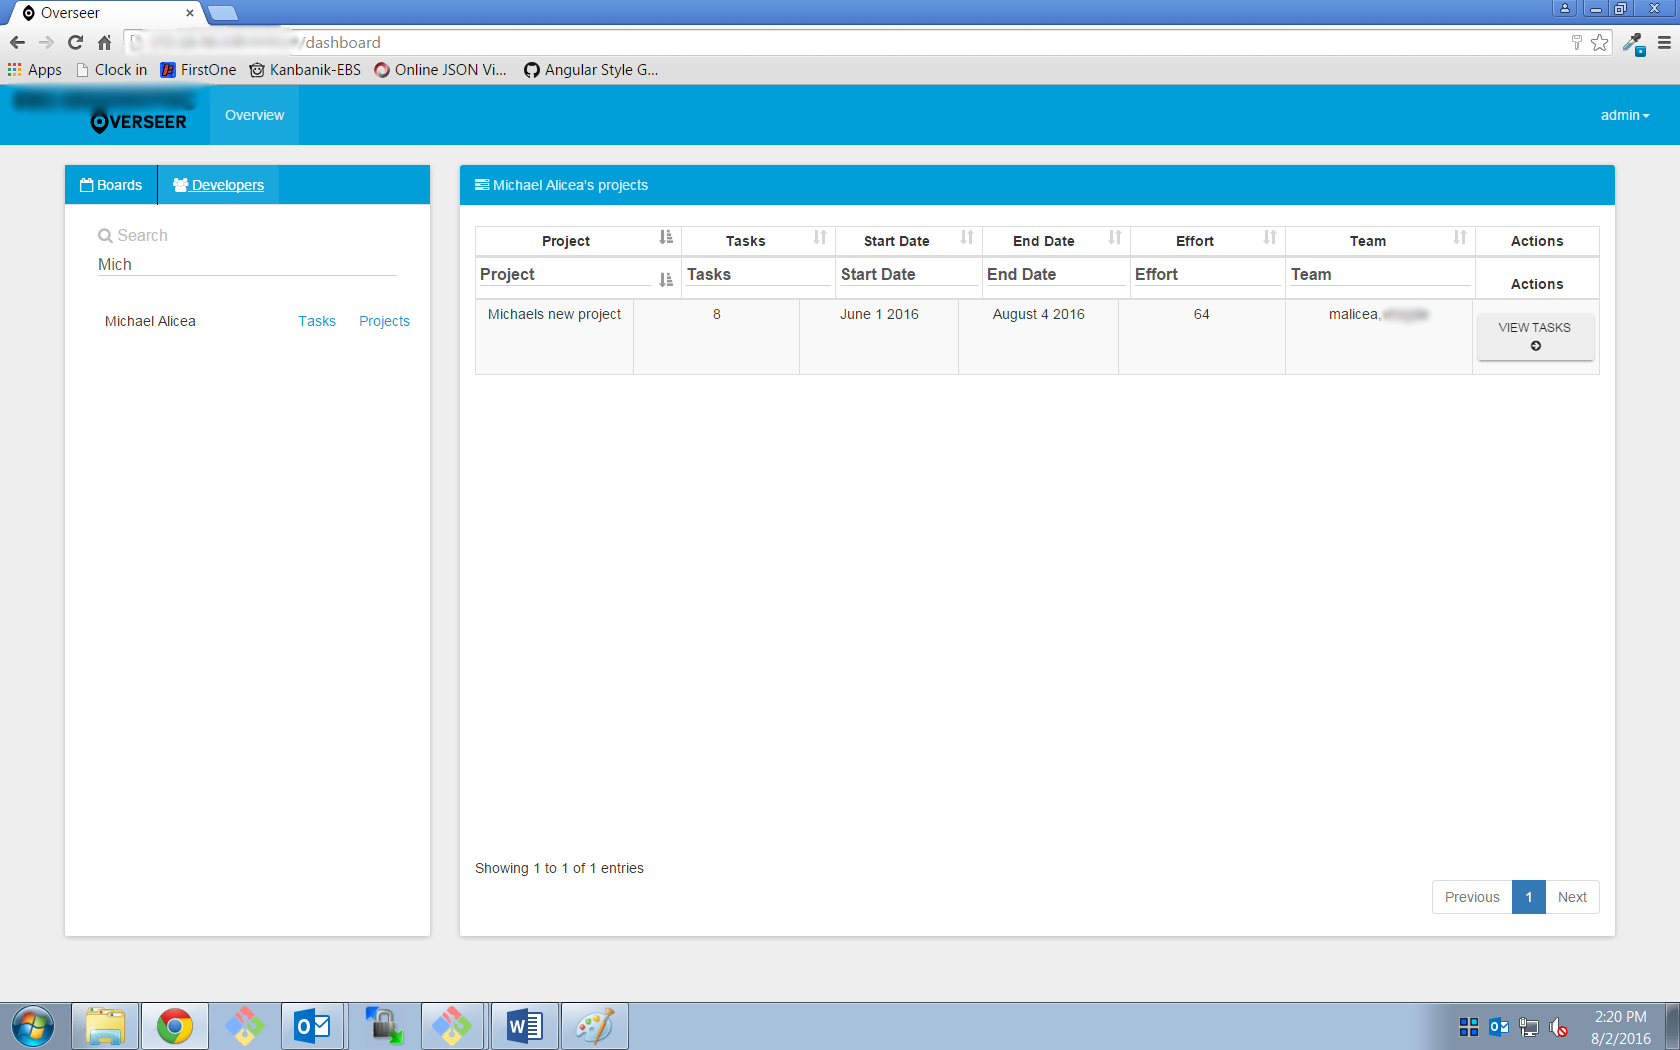 Overseer
/dashboard
Apps Clock in FirstOne Kanbanik-EBS Online JSON Vi... Angular Style G...
OVERSEER Overview admin
Boards Developers
Michael Alicea's projects
Search
Mich
Michael Alicea Tasks Projects
Project Tasks Start Date End Date Effort Team Actions
Project Tasks Start Date End Date Effort Team Actions
Michaels new project 8 June 1 2016 August 4 2016 64 malicea,
VIEW TASKS
Showing 1 to 1 of 1 entries
Previous 1 Next
2:20 PM
8/2/2016